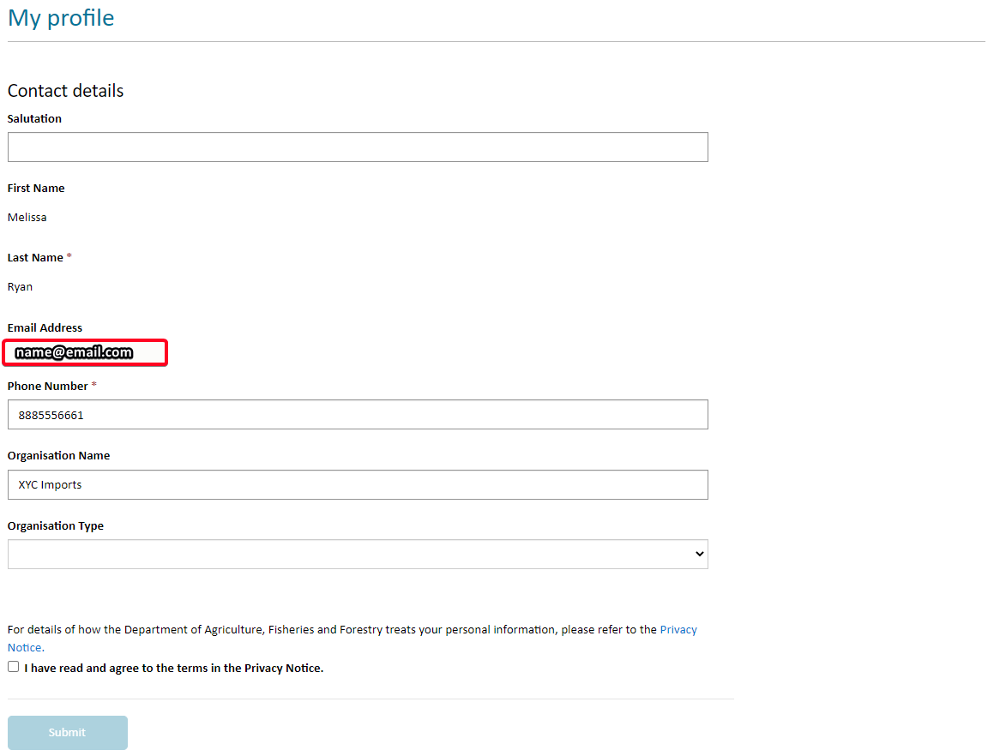 My profile
Contact details
Salutation
First Name
Melissa
Last Name *
Ryan
Email Address
name@email.com
Phone Number *
8885556661
Organisation Name
XYC Imports
Organisation Type
For details of how the Department of Agriculture, Fisheries and Forestry treats your personal information, please refer to the Privacy
Notice.
I have read and agree to the terms in the Privacy Notice.
Submit